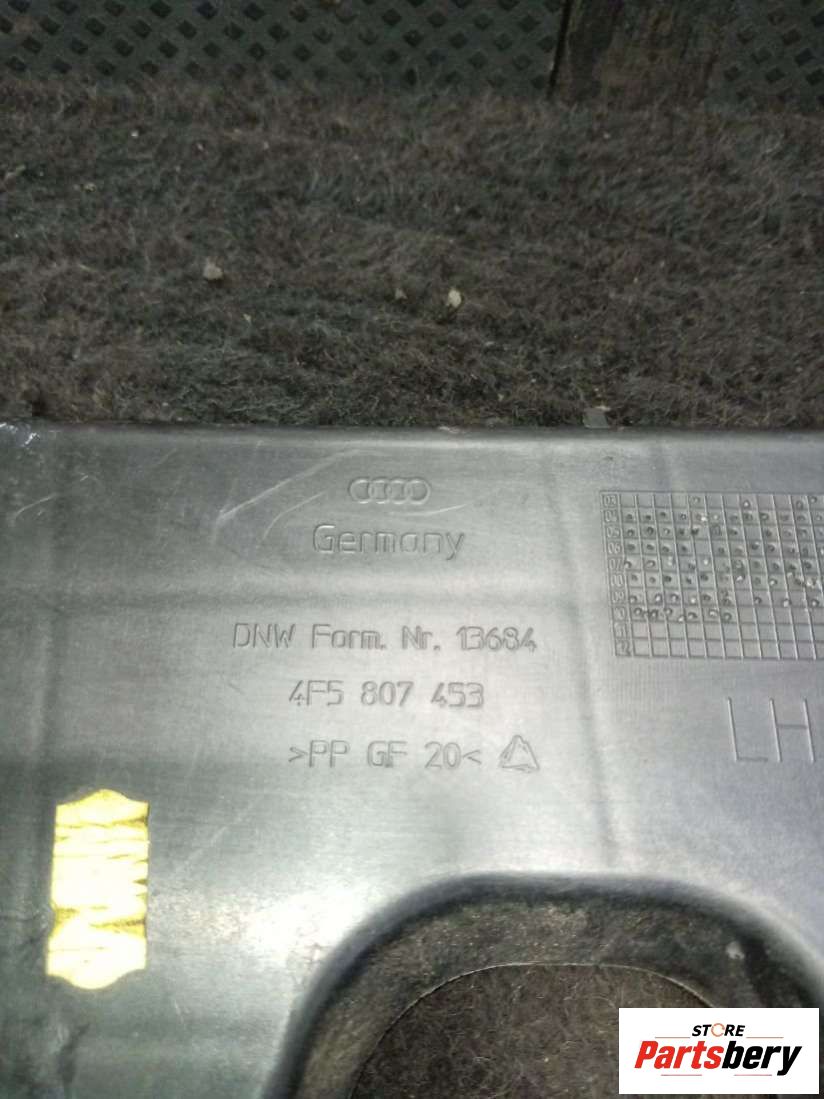 Germany
DNW Form. Nr. 13684
4F5 807 453
>PP GF 20<
LH
STORE
Partsbery